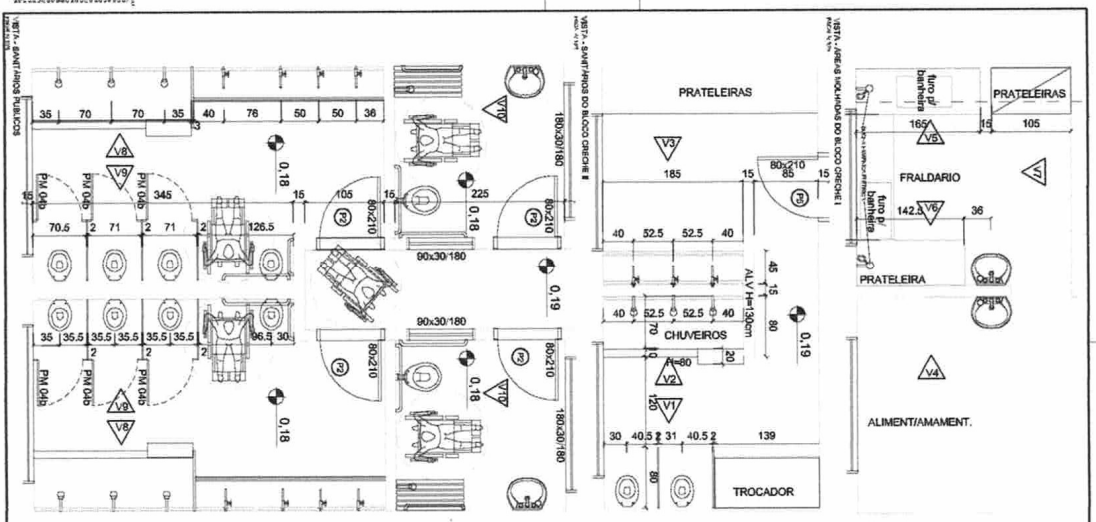 VISTA - SANITÁRIOS PÚBLICOS
35 70 70 35 40 76 50 50 36
V8
V9
0,18
15
PM 04b PM 04b PM 04b
345
15
105
15
P2
80x210
70.5 2 71 2 71 2 126.5
35 35.5 35.5 35.5 35.5 96.5 30
2 2 2
PM 04b PM 04b PM 04b
V9
V8
0,18
P2
80x210
V10
180x30/180
225
0,18
P2
80x210
90x30/180
0,19
90x30/180
0,18
P2
80x210
V10
180x30/180
VISTA - SANITÁRIOS DO BLOCO CRECHE II
PRATELEIRAS
V3
80x210
185 15 85 15
P5
40 52.5 52.5 40
45
15
80
ALV H=130cm
40 52.5 52.5 40
70
CHUVEIROS
0,19
20
H=80
V2
V1
120
30 40.5 2 31 40.5 2 139
80
TROCADOR
VISTA - ÁREAS MOLHADAS DO BLOCO CRECHE I
furo p/
banheira
PRATELEIRAS
165 15 105
V5
V7
FRALDARIO
furo p/
banheira
142.5
V6
36
PRATELEIRA
V4
ALIMENT/AMAMENT.